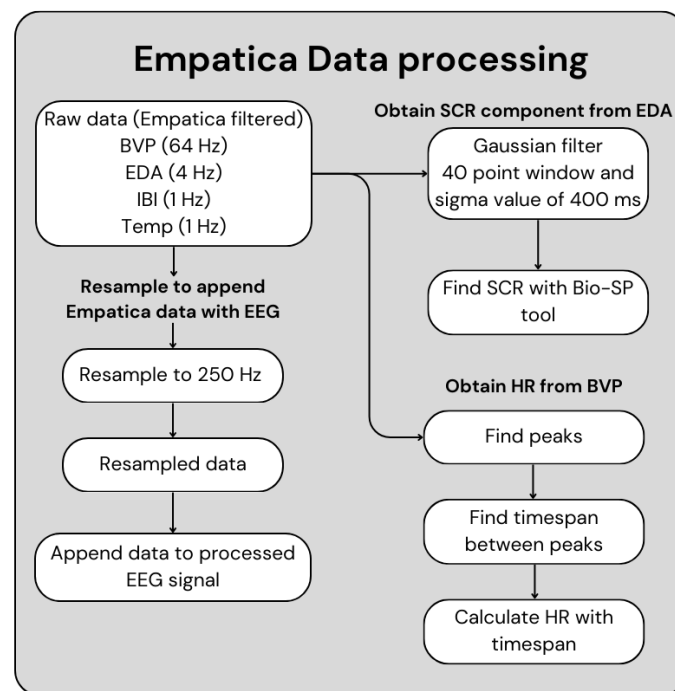 Empatica Data processing
Raw data (Empatica filtered)
BVP (64 Hz)
EDA (4 Hz)
IBI (1 Hz)
Temp (1 Hz)
Resample to append
Empatica data with EEG
Resample to 250 Hz
Resampled data
Append data to processed
EEG signal
Obtain SCR component from EDA
Gaussian filter
40 point window and
sigma value of 400 ms
Find SCR with Bio-SP
tool
Obtain HR from BVP
Find peaks
Find timespan
between peaks
Calculate HR with
timespan